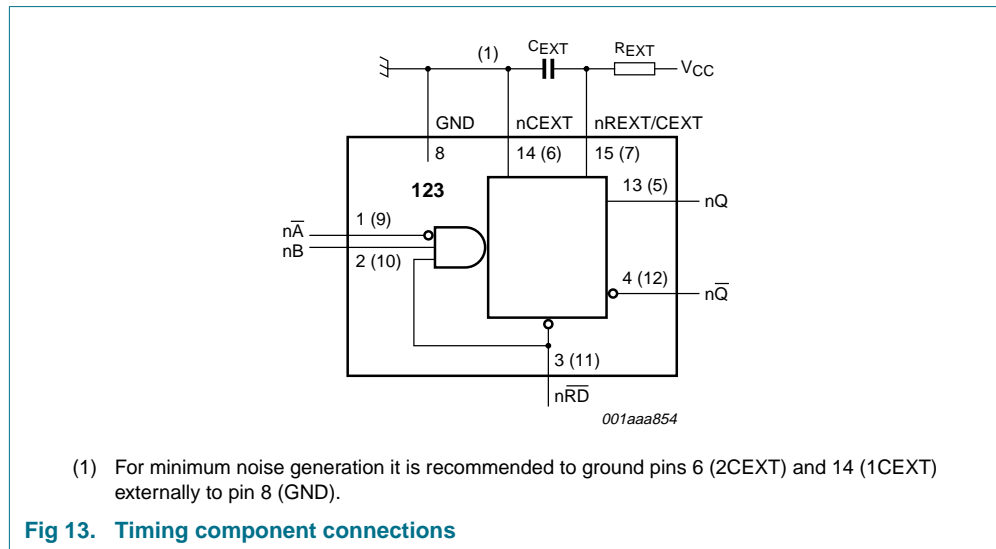 (1)
CEXT
REXT
VCC
GND
nCEXT
nREXT/CEXT
8
14 (6)
15 (7)
123
13 (5)
nQ
1 (9)
nA̅
nB
2 (10)
4 (12)
nQ̅
3 (11)
nR̅D̅
001aaa854
(1) For minimum noise generation it is recommended to ground pins 6 (2CEXT) and 14 (1CEXT)
externally to pin 8 (GND).
Fig 13. Timing component connections